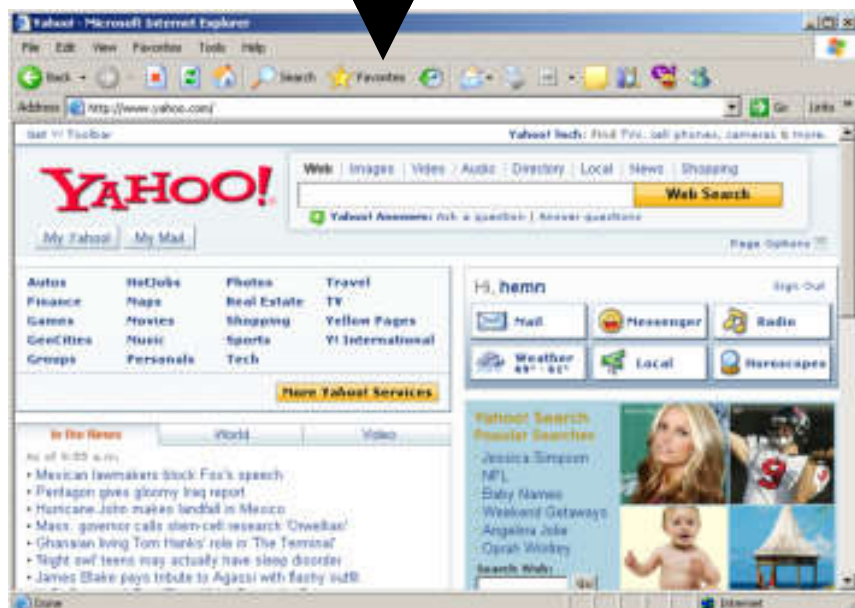 Yahoo! - Microsoft Internet Explorer
File Edit View Favorites Tools Help
Back Search Favorites
Address http://www.yahoo.com/ Go Links »
Get Y! Toolbar Yahoo! Tech: Find TVs, cell phones, cameras & more.
YAHOO!
Web | Images | Video | Audio | Directory | Local | News | Shopping
Web Search
Yahoo! Answers: Ask a question | Answer questions
My Yahoo! My Mail
Page Options
Autos HotJobs Photos Travel
Finance Maps Real Estate TV
Games Movies Shopping Yellow Pages
GeoCities Music Sports Y! International
Groups Personals Tech
More Yahoo! Services
Hi, hemn Sign Out
Mail Messenger Radio
Weather Local Horoscopes
In the News World Video
As of a.m.
• Mexican lawmakers block Fox's speech
• Pentagon gives gloomy Iraq report
• Hurricane John makes landfall in Mexico
• Mass. governor calls stem-cell research 'Orwellian'
• Ghanaian living Tom Hanks' role in 'The Terminal'
• 'Night owl' teens may actually have sleep disorder
• James Blake pays tribute to Agassi with flashy outfit
Yahoo! Search
Popular Searches
Jessica Simpson
NFL
Baby Names
Weekend Getaways
Angelina Jolie
Oprah Winfrey
Search Web:
Go
Done Internet